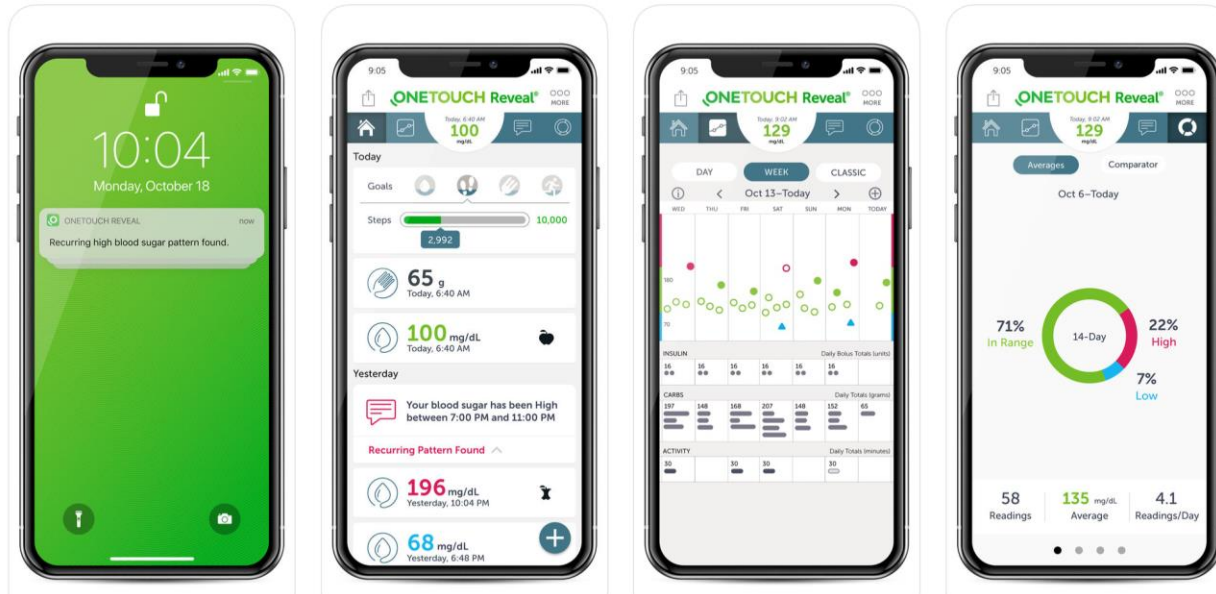 10:04
Monday, October 18
ONETOUCH REVEAL now
Recurring high blood sugar pattern found.
9:05
ONETOUCH Reveal®
MORE
Today, 6:40 AM
100
mg/dL
Today
Goals
Steps 10,000
2,992
65 g
Today, 6:40 AM
100 mg/dL
Today, 6:40 AM
Yesterday
Your blood sugar has been High
between 7:00 PM and 11:00 PM
Recurring Pattern Found
196 mg/dL
Yesterday, 10:04 PM
68 mg/dL
Yesterday, 6:48 PM
9:05
ONETOUCH Reveal®
MORE
Today, 9:02 AM
129
mg/dL
DAY WEEK CLASSIC
Oct 13–Today
WED THU FRI SAT SUN MON TODAY
180
70
INSULIN Daily Bolus Totals (units)
16 16 16 16 16 16
CARBS Daily Totals (grams)
197 148 168 207 148 152 65
ACTIVITY Daily Totals (minutes)
30 30 30 30
9:05
ONETOUCH Reveal®
MORE
Today, 9:02 AM
129
mg/dL
Averages Comparator
Oct 6–Today
71%
In Range
14-Day
22%
High
7%
Low
58
Readings
135 mg/dL
Average
4.1
Readings/Day